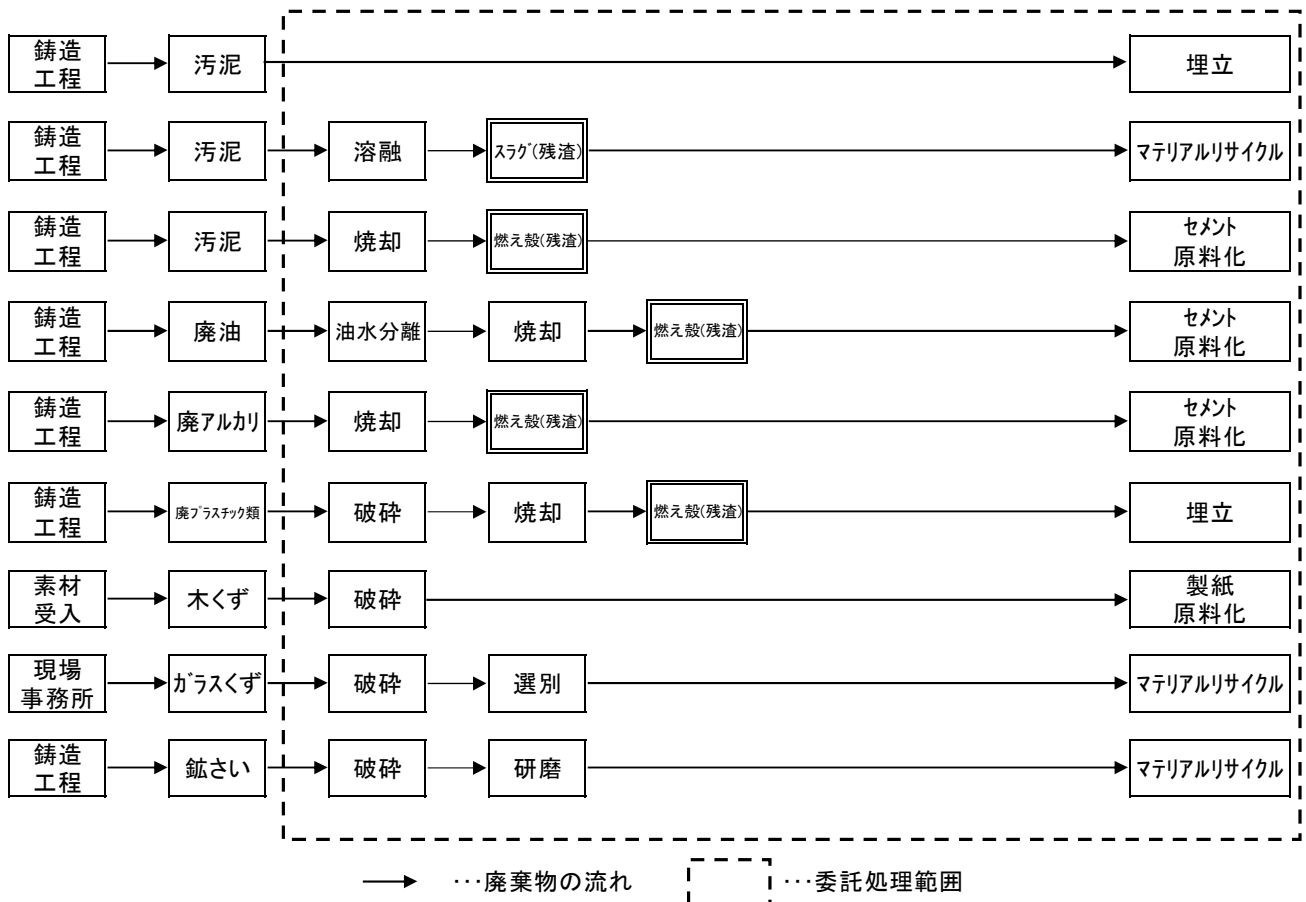 鋳造
工程
汚泥
埋立
鋳造
工程
汚泥
溶融
スラグ(残渣)
マテリアルリサイクル
鋳造
工程
汚泥
焼却
燃え殻(残渣)
セメント
原料化
鋳造
工程
廃油
油水分離
焼却
燃え殻(残渣)
セメント
原料化
鋳造
工程
廃アルカリ
焼却
燃え殻(残渣)
セメント
原料化
鋳造
工程
廃プラスチック類
破砕
焼却
燃え殻(残渣)
埋立
素材
受入
木くず
破砕
製紙
原料化
現場
事務所
ガラスくず
破砕
選別
マテリアルリサイクル
鋳造
工程
鉱さい
破砕
研磨
マテリアルリサイクル
…廃棄物の流れ
…委託処理範囲